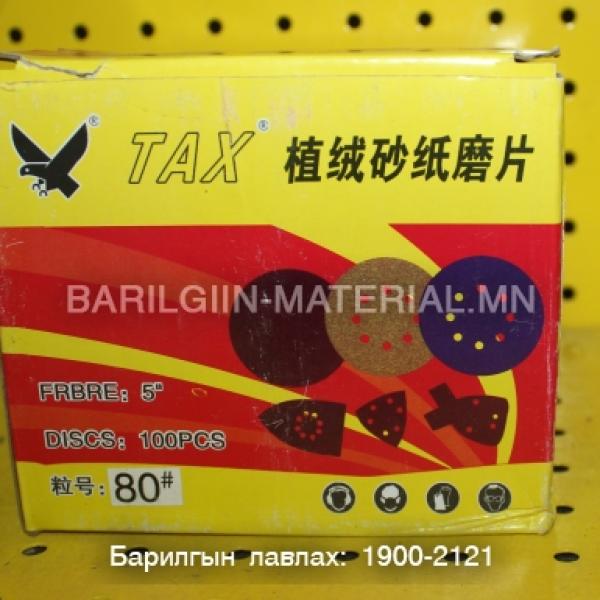 TAX® 植绒砂纸磨片
BARILGIIN-MATERIAL.MN
FRBRE: 5"
DISCS: 100PCS
粒号: 80#
Барилгын лавлах: 1900-2121